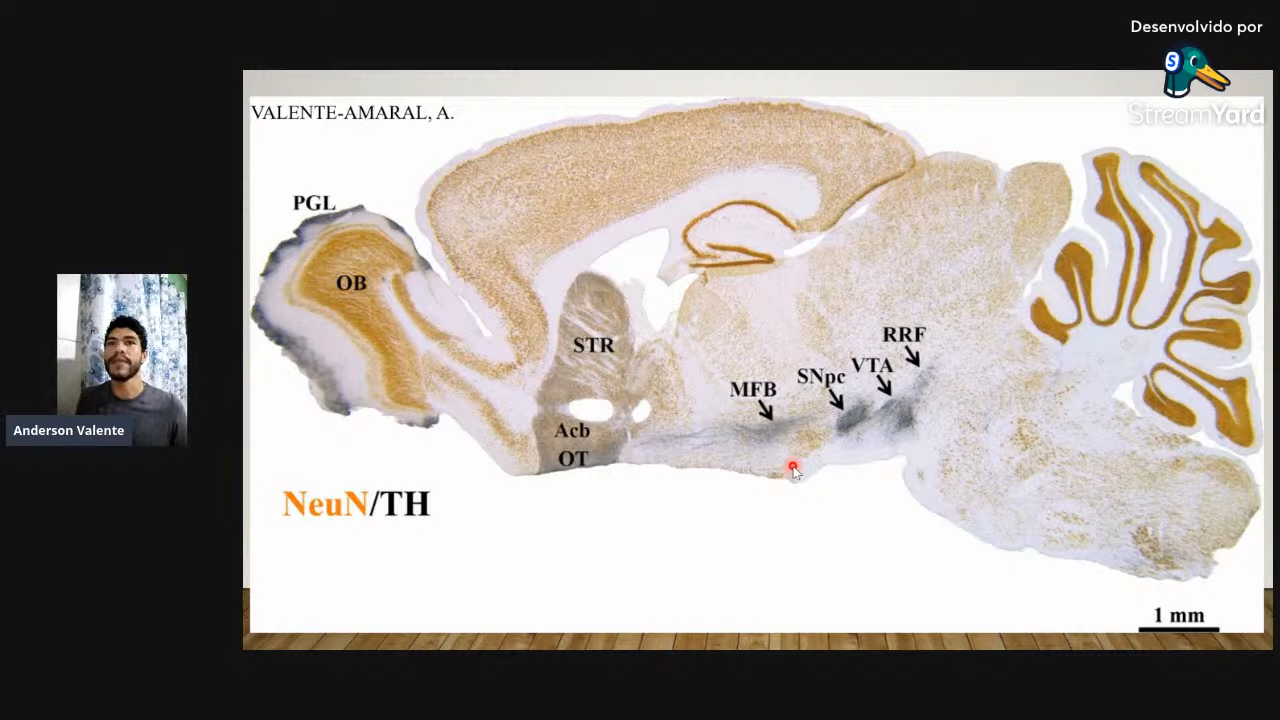 Desenvolvido por
S
StreamYard
VALENTE-AMARAL, A.
PGL
OB
STR
RRF
VTA
SNpc
MFB
Acb
OT
Anderson Valente
NeuN/TH
1 mm